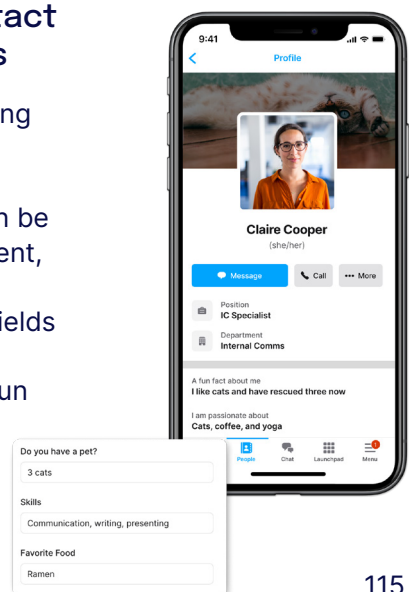 tact
s
ng
n be
ent,
ields
un
9:41
Profile
Claire Cooper
(she/her)
Message
Call
••• More
Position
IC Specialist
Department
Internal Comms
A fun fact about me
I like cats and have rescued three now
I am passionate about
Cats, coffee, and yoga
People
Chat
Launchpad
Menu
Do you have a pet?
3 cats
Skills
Communication, writing, presenting
Favorite Food
Ramen
115